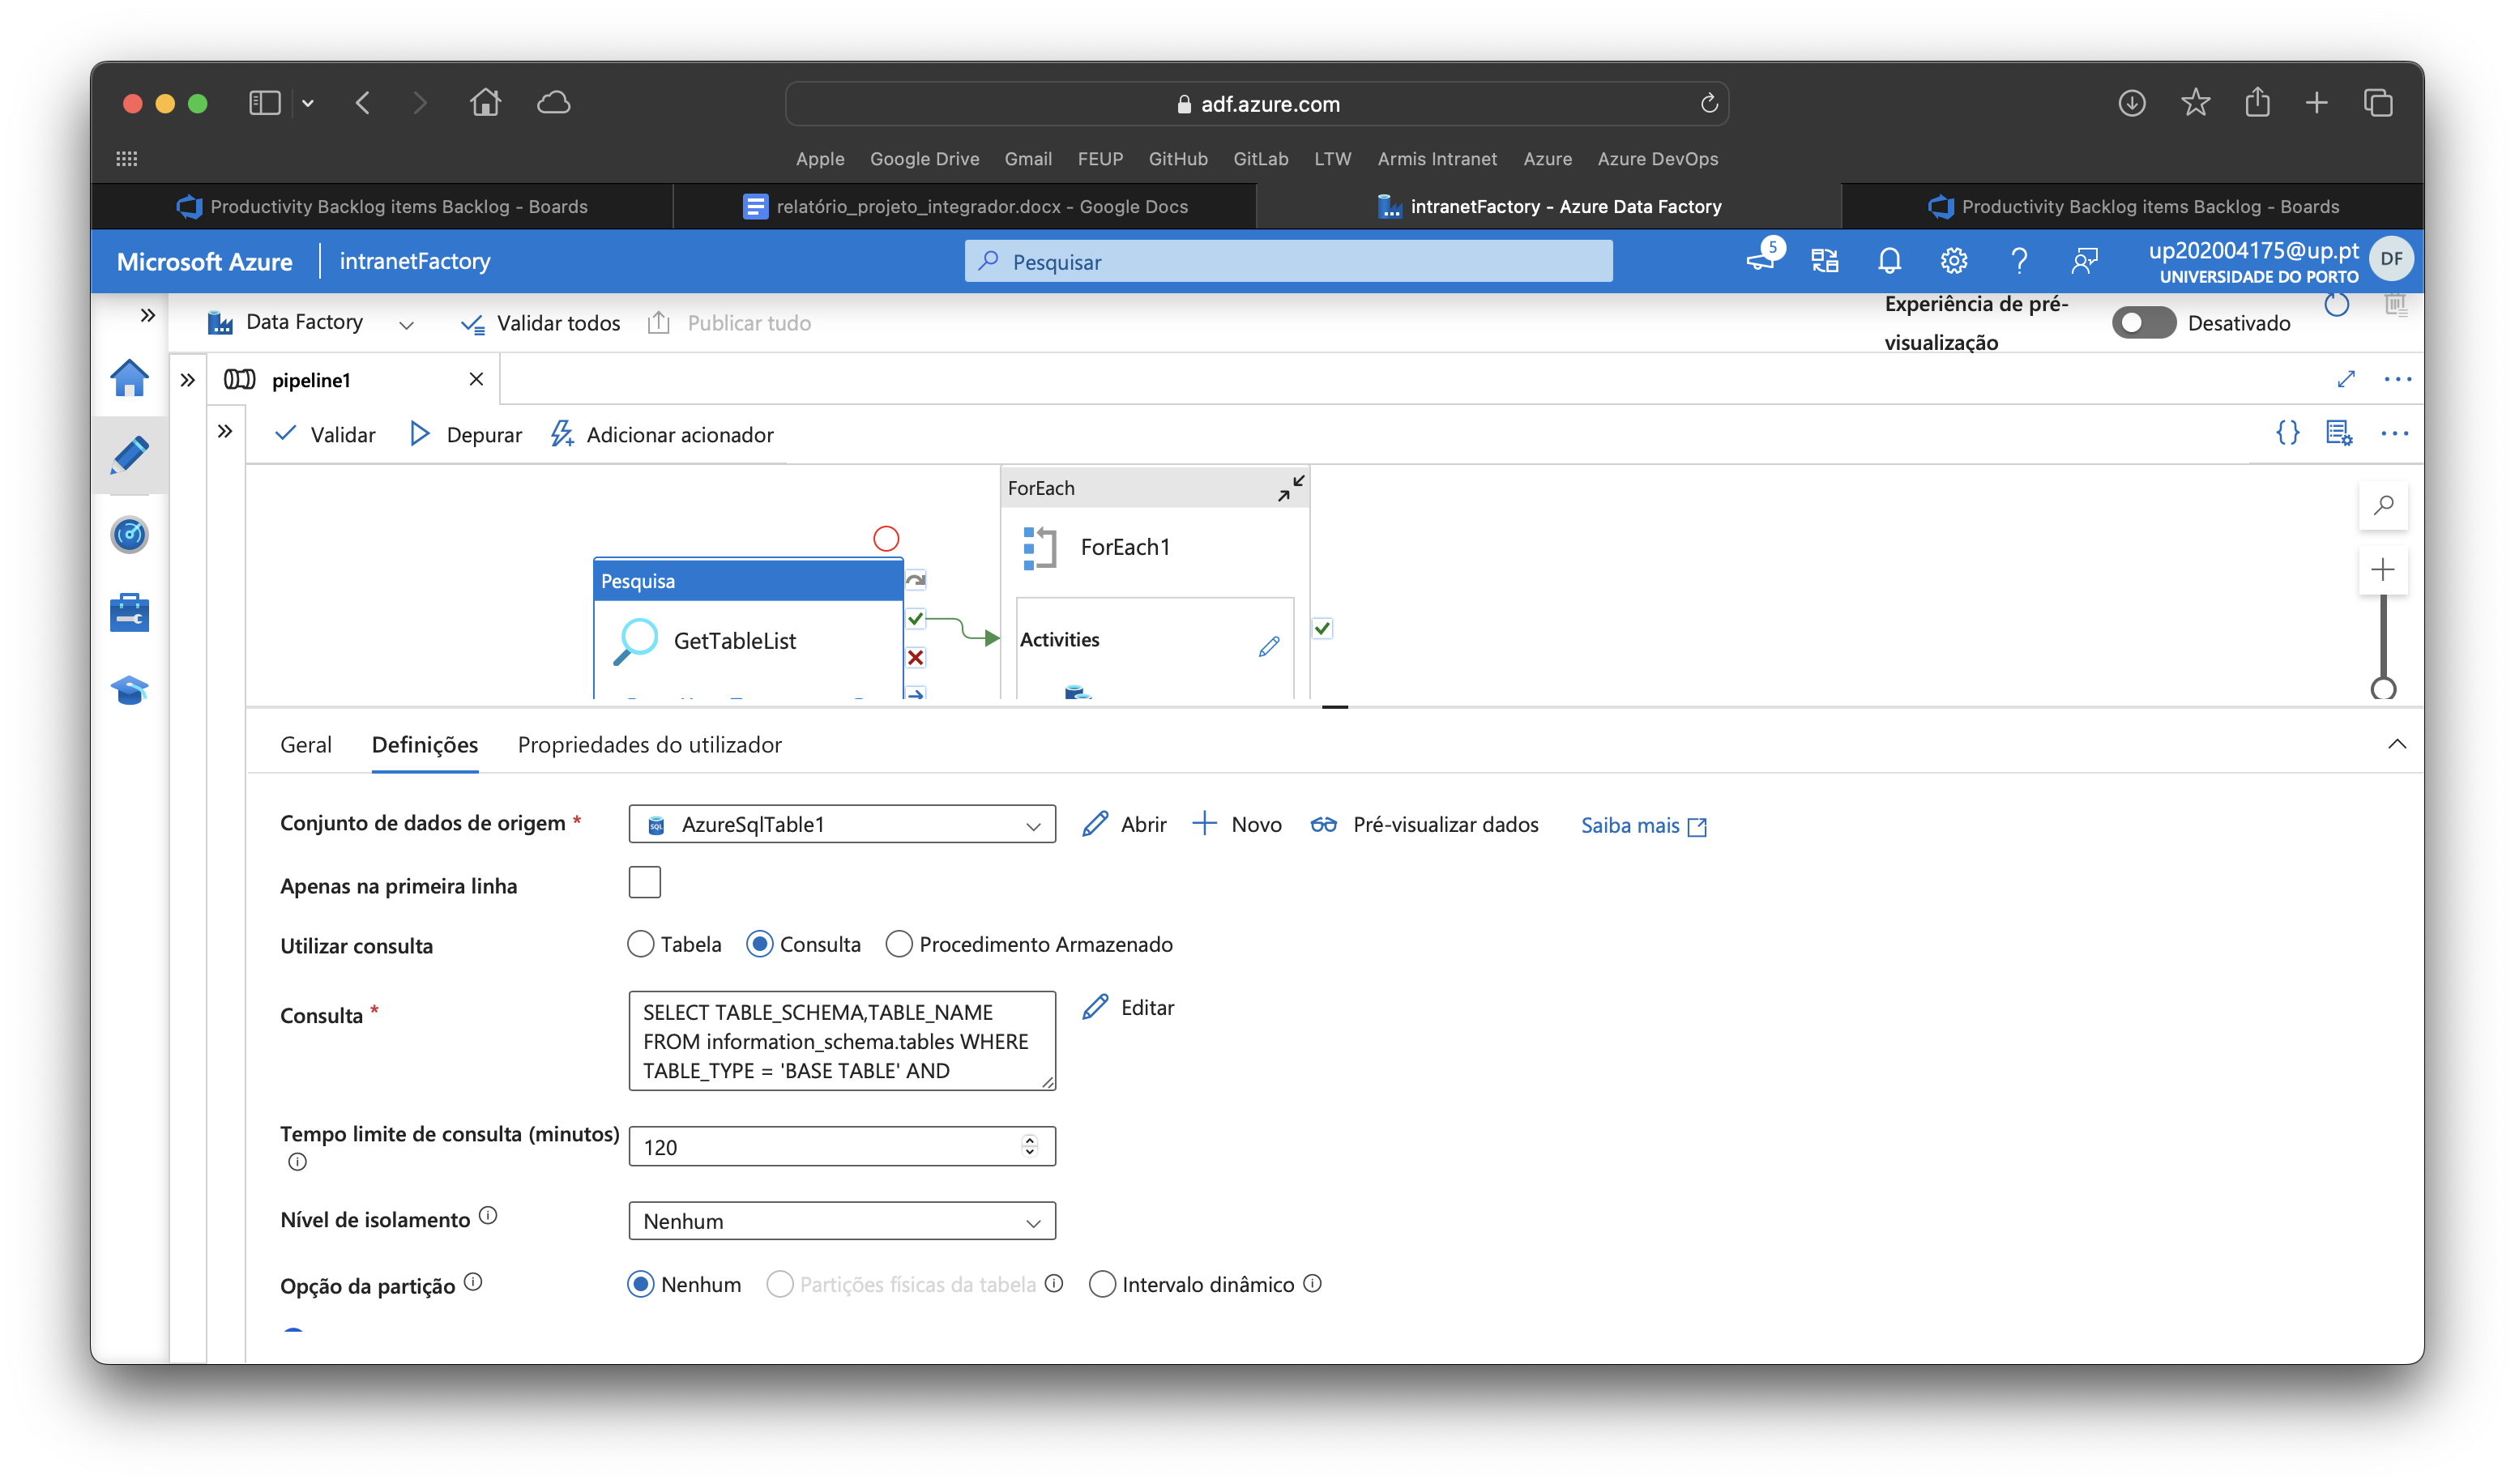 adf.azure.com
Apple Google Drive Gmail FEUP GitHub GitLab LTW Armis Intranet Azure Azure DevOps
Productivity Backlog items Backlog - Boards relatório_projeto_integrador.docx - Google Docs intranetFactory - Azure Data Factory Productivity Backlog items Backlog - Boards
Microsoft Azure intranetFactory Pesquisar 5 up202004175@up.pt DF
UNIVERSIDADE DO PORTO
Data Factory Validar todos Publicar tudo Experiência de pré-
visualização Desativado
pipeline1
Validar Depurar Adicionar acionador
ForEach
ForEach1
Pesquisa
GetTableList
Activities
Geral Definições Propriedades do utilizador
Conjunto de dados de origem * SQL AzureSqlTable1 Abrir Novo Pré-visualizar dados Saiba mais
Apenas na primeira linha
Utilizar consulta Tabela Consulta Procedimento Armazenado
Consulta * SELECT TABLE_SCHEMA,TABLE_NAME Editar
FROM information_schema.tables WHERE
TABLE_TYPE = 'BASE TABLE' AND
Tempo limite de consulta (minutos) 120
Nível de isolamento Nenhum
Opção da partição Nenhum Partições físicas da tabela Intervalo dinâmico